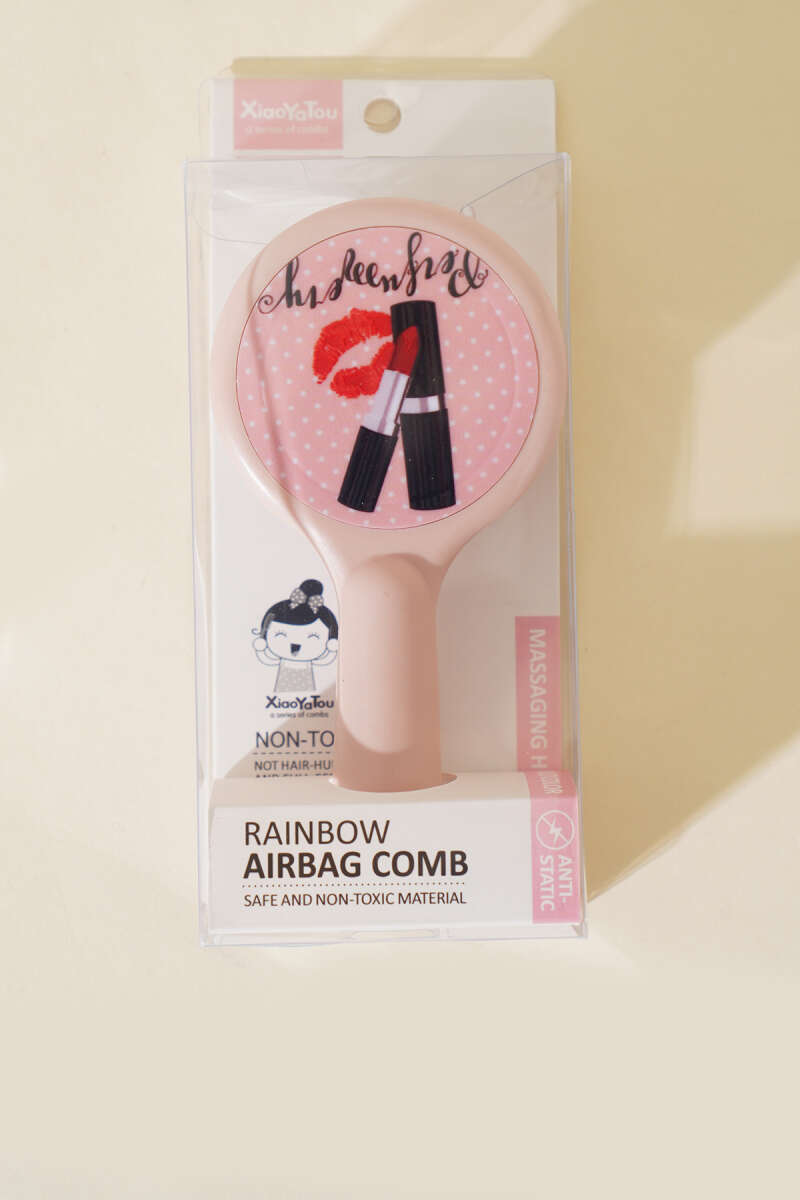 XiaoYaTou
a series of combs
XiaoYaTou
a series of combs
NON-TO
NOT HAIR-HU
MASSAGING H
COLOR
RAINBOW
AIRBAG COMB
SAFE AND NON-TOXIC MATERIAL
ANTI-
STATIC